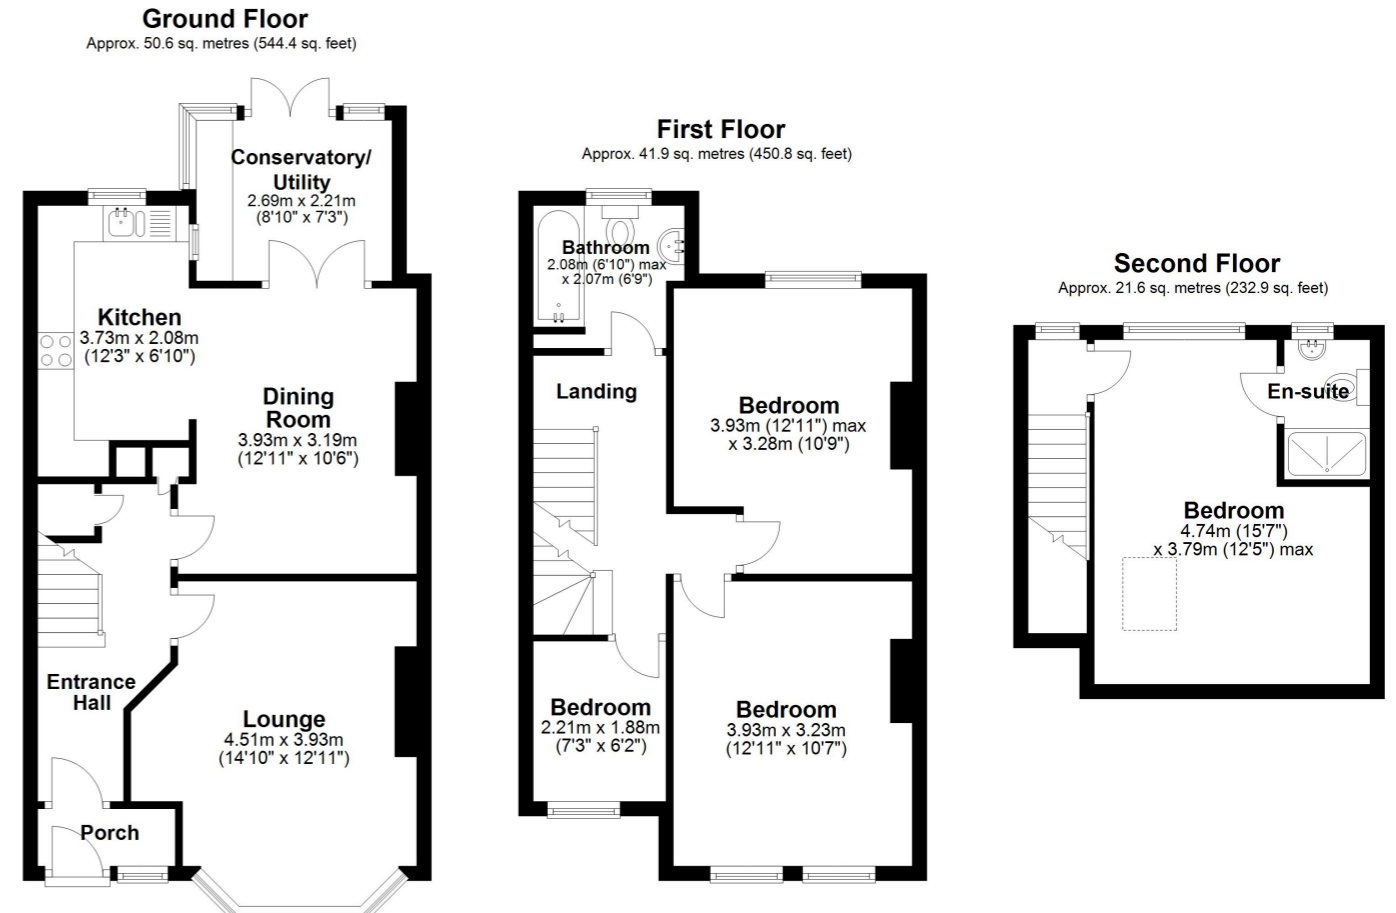 Ground Floor
Approx. 50.6 sq. metres (544.4 sq. feet)
Conservatory/
Utility
2.69m x 2.21m
(8'10" x 7'3")
Kitchen
3.73m x 2.08m
(12'3" x 6'10")
Dining
Room
3.93m x 3.19m
(12'11" x 10'6")
Entrance
Hall
Lounge
4.51m x 3.93m
(14'10" x 12'11")
Porch
First Floor
Approx. 41.9 sq. metres (450.8 sq. feet)
Bathroom
2.08m (6'10") max
x 2.07m (6'9")
Landing
Bedroom
3.93m (12'11") max
x 3.28m (10'9")
Bedroom
2.21m x 1.88m
(7'3" x 6'2")
Bedroom
3.93m x 3.23m
(12'11" x 10'7")
Second Floor
Approx. 21.6 sq. metres (232.9 sq. feet)
En-suite
Bedroom
4.74m (15'7")
x 3.79m (12'5") max